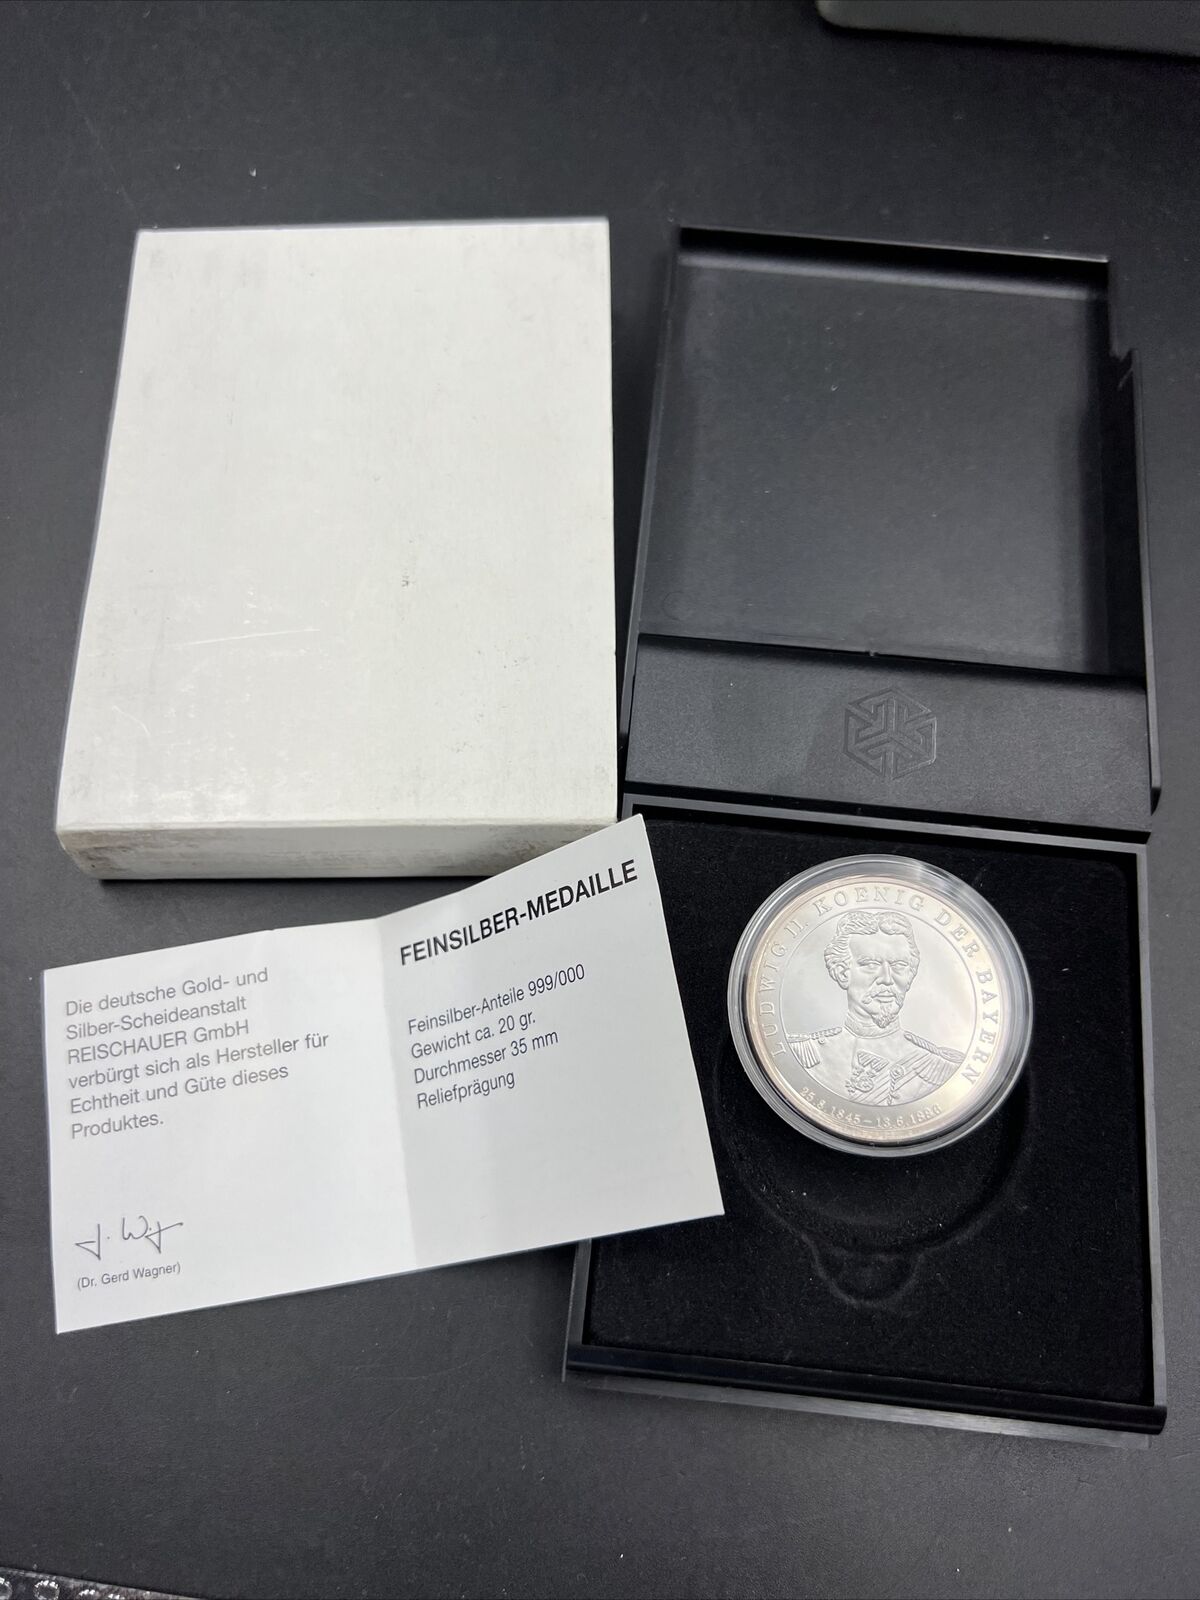 Die deutsche Gold- und
Silber-Scheideanstalt
REISCHAUER GmbH
verbürgt sich als Hersteller für
Echtheit und Güte dieses
Produktes.
(Dr. Gerd Wagner)
FEINSILBER-MEDAILLE
Feinsilber-Anteile 999/000
Gewicht ca. 20 gr.
Durchmesser 35 mm
Reliefprägung
LUDWIG II. KOENIG DER BAYERN
25.8.1845 – 13.6.1886